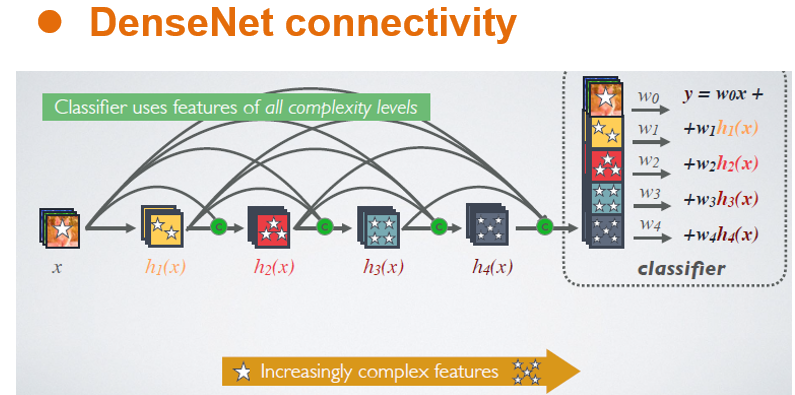 DenseNet connectivity
Classifier uses features of all complexity levels
C
C
C
C
x
h1(x)
h2(x)
h3(x)
h4(x)
w0
y = w0x +
w1
+w1h1(x)
w2
+w2h2(x)
w3
+w3h3(x)
w4
+w4h4(x)
classifier
Increasingly complex features